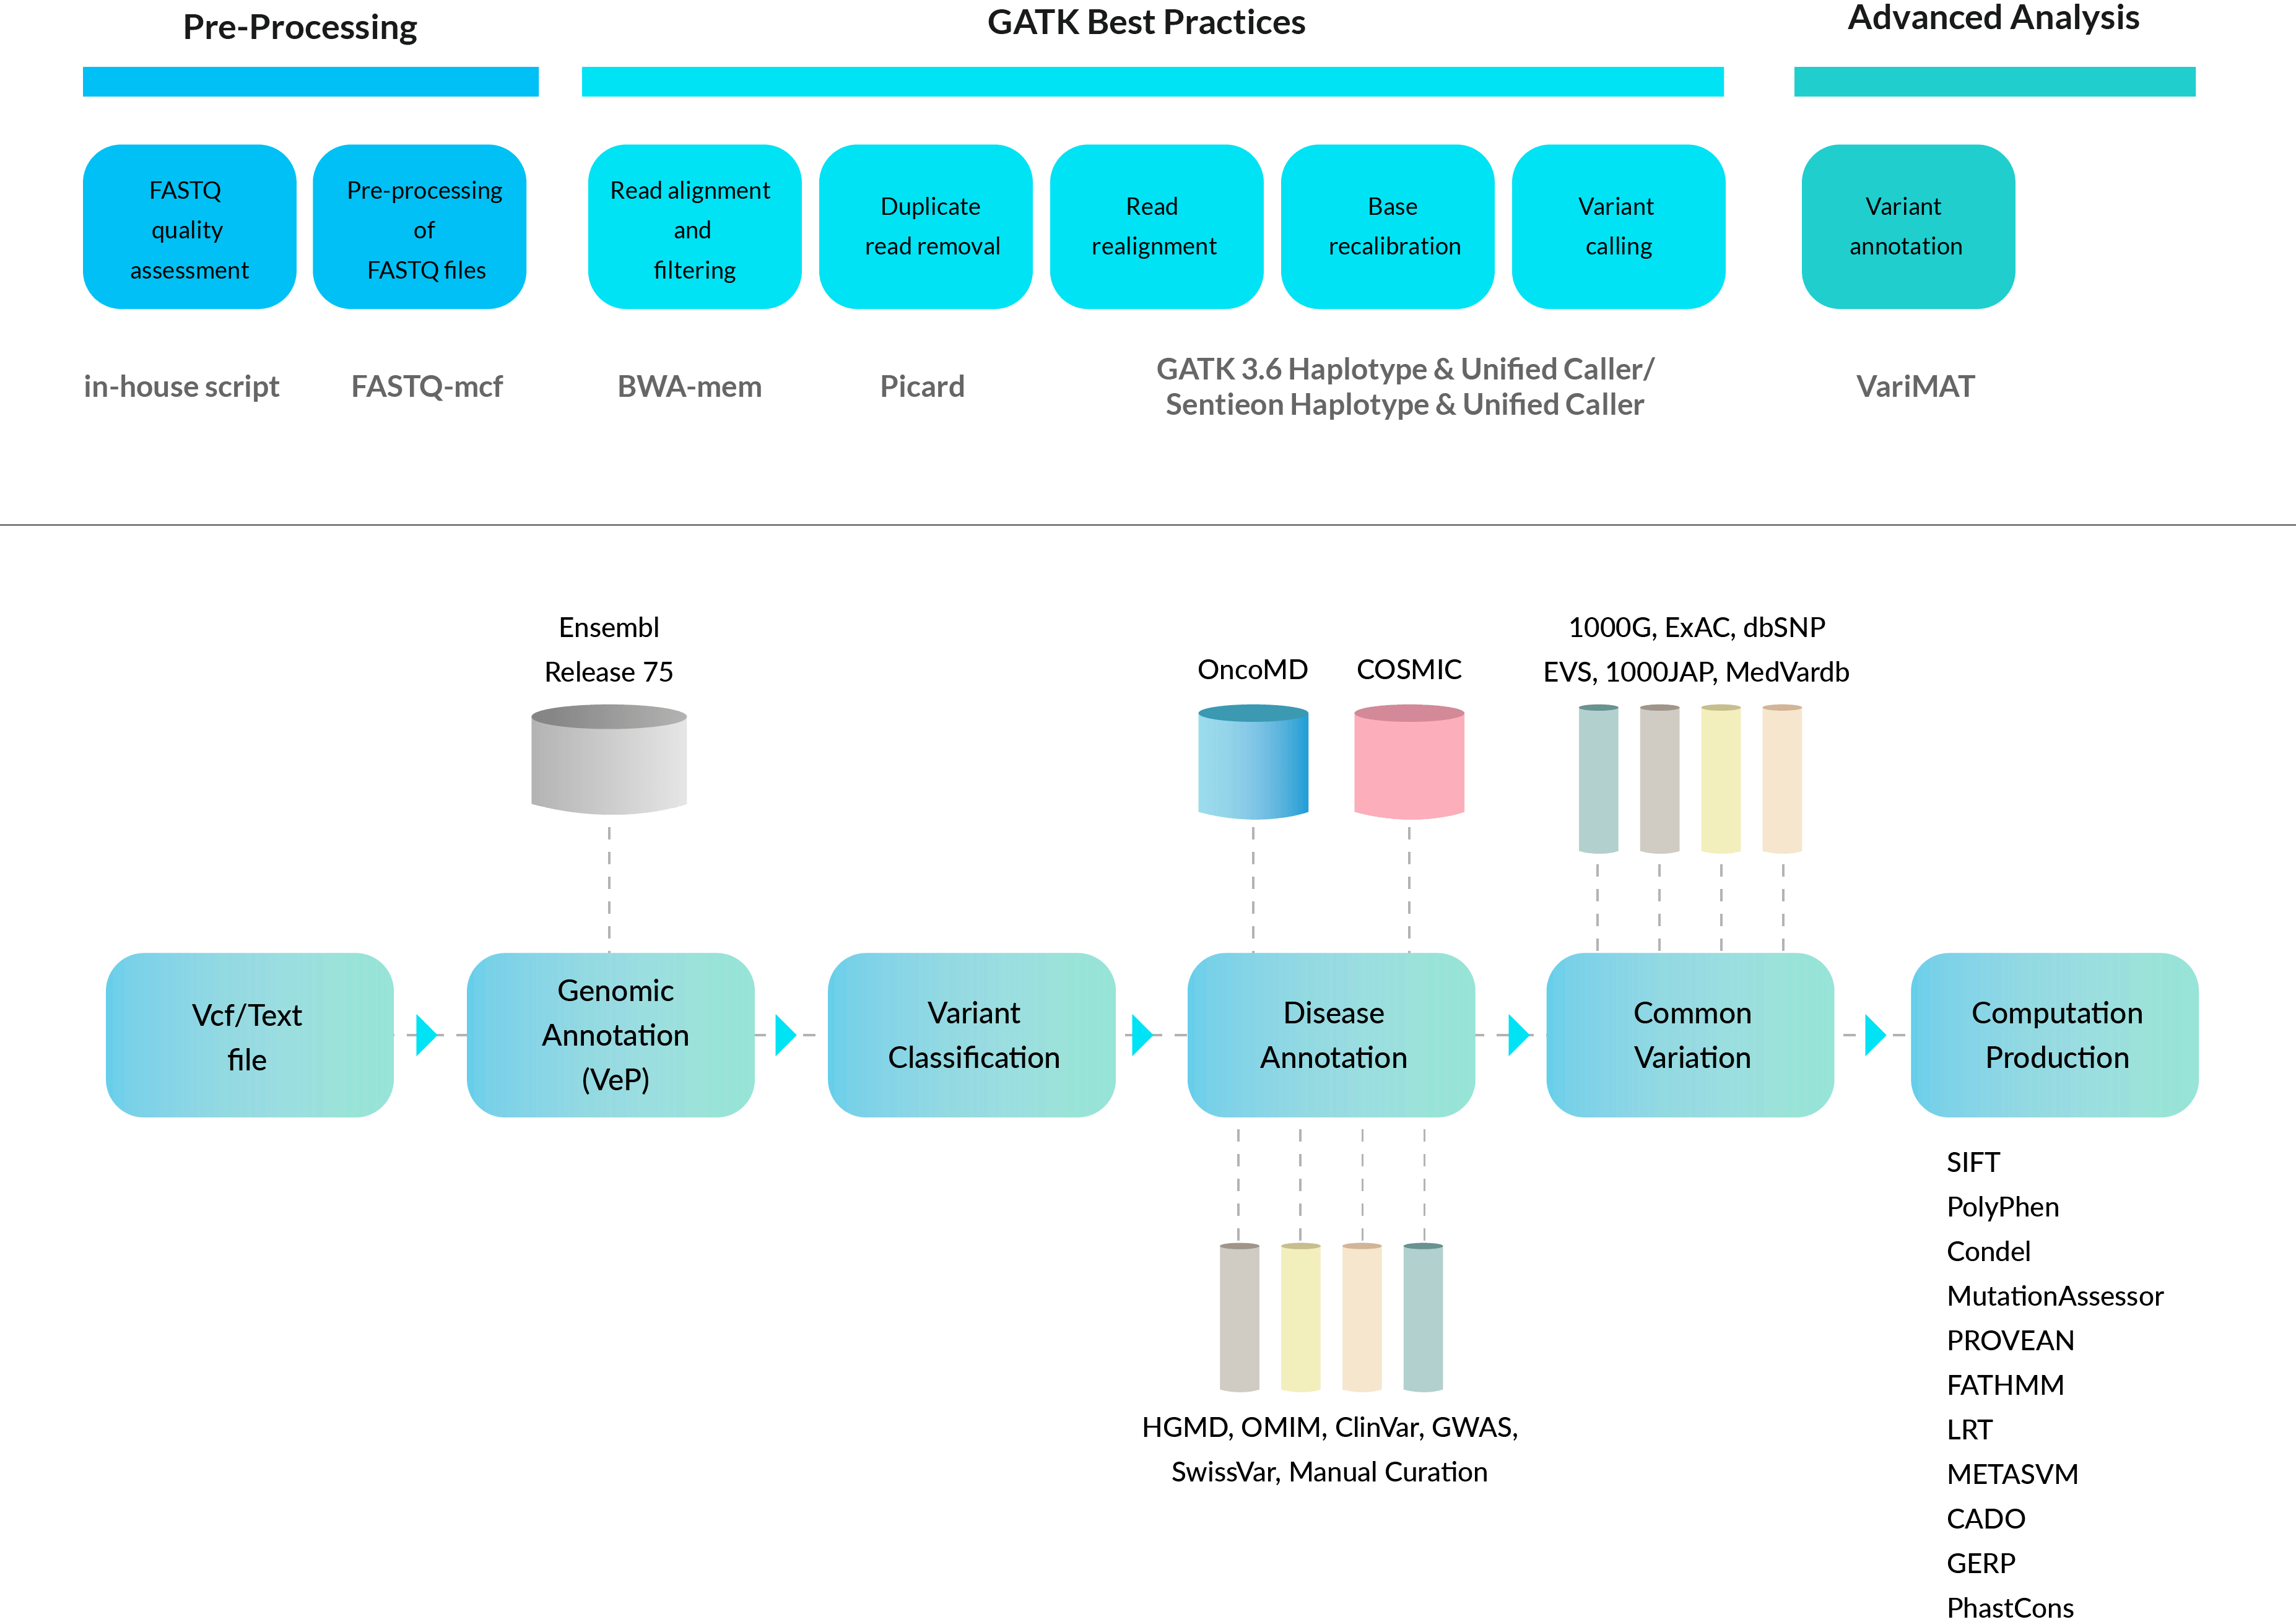 Pre-Processing
GATK Best Practices
Advanced Analysis
FASTQ
quality
assessment
Pre-processing
of
FASTQ files
Read alignment
and
filtering
Duplicate
read removal
Read
realignment
Base
recalibration
Variant
calling
Variant
annotation
in-house script
FASTQ-mcf
BWA-mem
Picard
GATK 3.6 Haplotype & Unified Caller/
Sentieon Haplotype & Unified Caller
VariMAT
Ensembl
Release 75
OncoMD
COSMIC
1000G, ExAC, dbSNP
EVS, 1000JAP, MedVardb
Vcf/Text
file
Genomic
Annotation
(VeP)
Variant
Classification
Disease
Annotation
Common
Variation
Computation
Production
HGMD, OMIM, ClinVar, GWAS,
SwissVar, Manual Curation
SIFT
PolyPhen
Condel
MutationAssessor
PROVEAN
FATHMM
LRT
METASVM
CADO
GERP
PhastCons